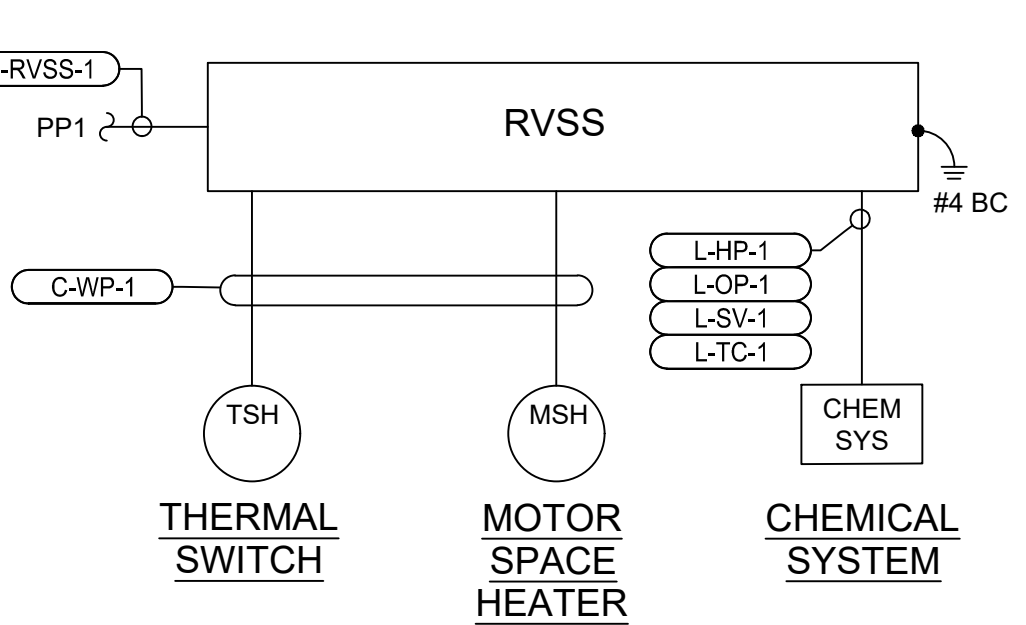 -RVSS-1
PP1
RVSS
#4 BC
C-WP-1
L-HP-1
L-OP-1
L-SV-1
L-TC-1
TSH
MSH
CHEM
SYS
THERMAL
SWITCH
MOTOR
SPACE
HEATER
CHEMICAL
SYSTEM